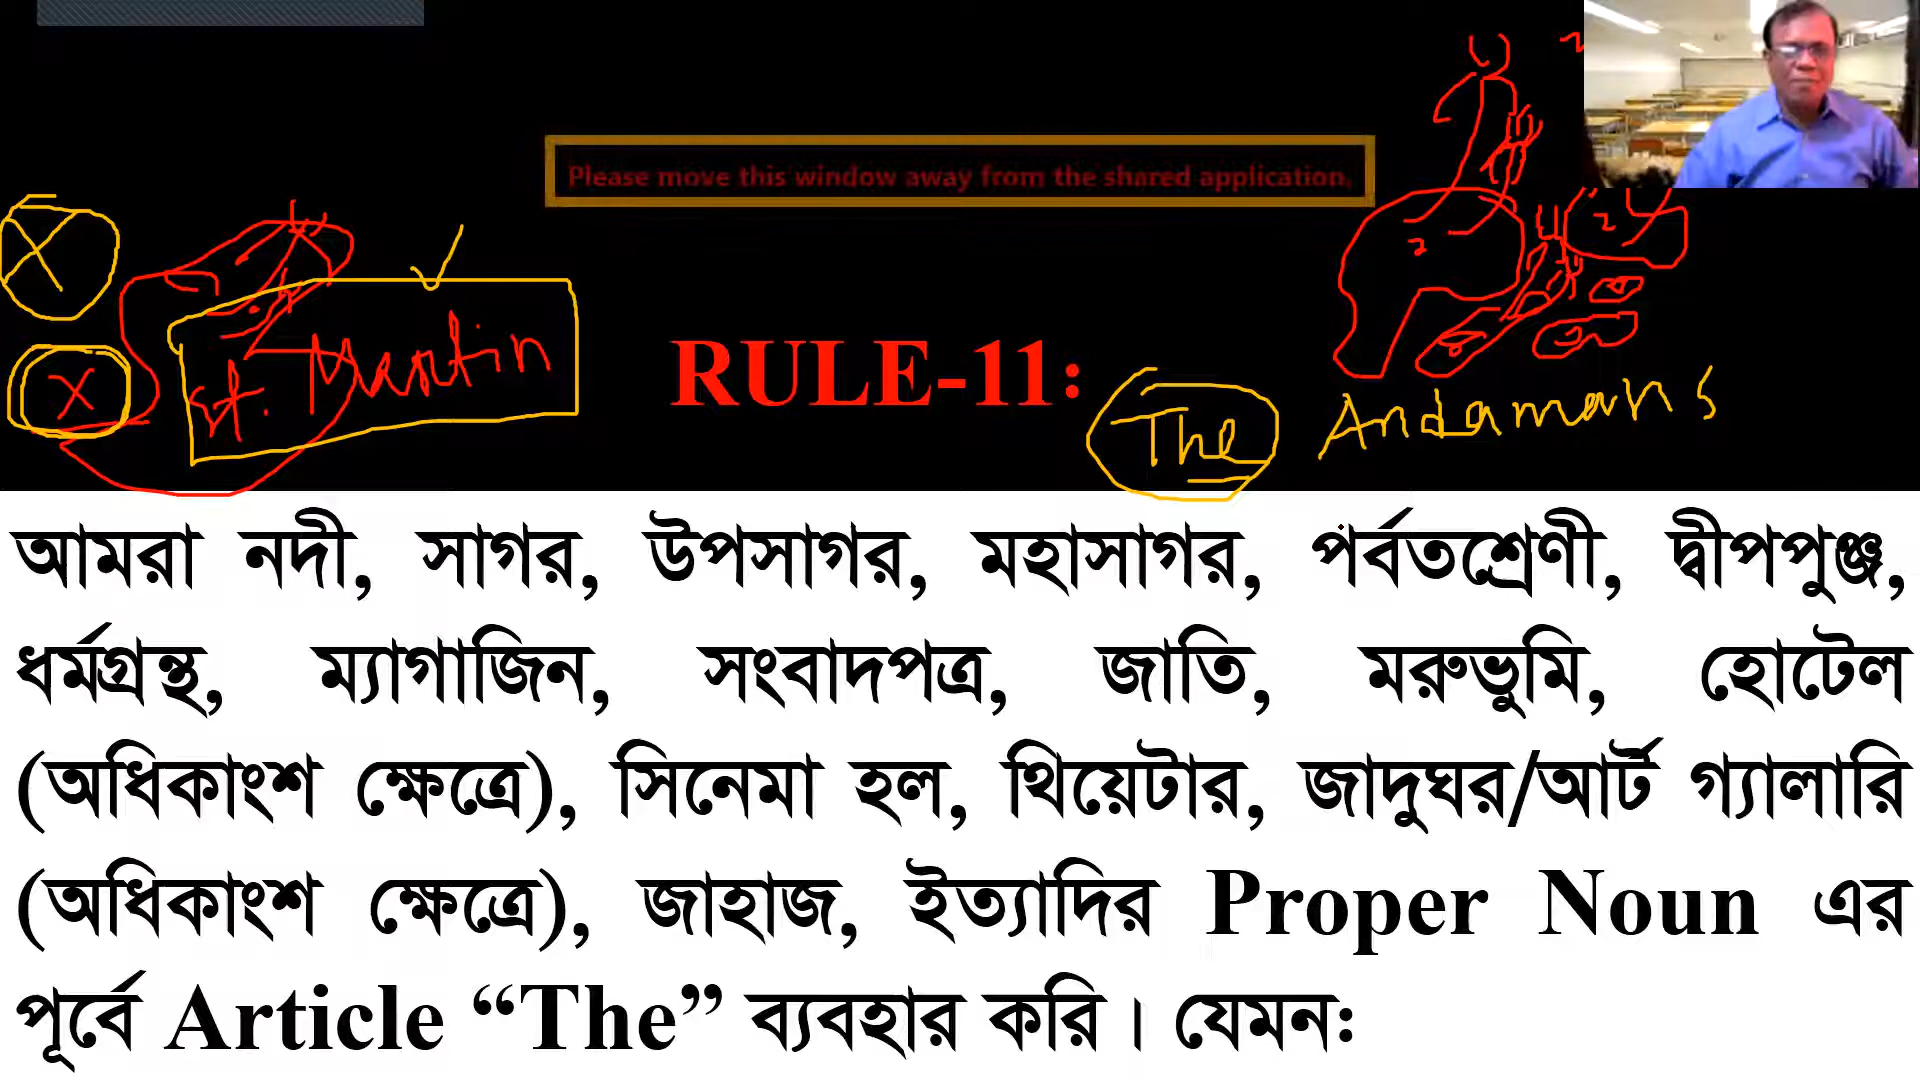 Please move this window away from the shared application.
St. Martin
RULE-11:
The Andamans
আমরা নদী, সাগর, উপসাগর, মহাসাগর, পর্বতশ্রেণী, দ্বীপপুঞ্জ,
ধর্মগ্রন্থ, ম্যাগাজিন, সংবাদপত্র, জাতি, মরুভুমি, হোটেল
(অধিকাংশ ক্ষেত্রে), সিনেমা হল, থিয়েটার, জাদুঘর/আর্ট গ্যালারি
(অধিকাংশ ক্ষেত্রে), জাহাজ, ইত্যাদির Proper Noun এর
পূর্বে Article “The” ব্যবহার করি। যেমনঃ